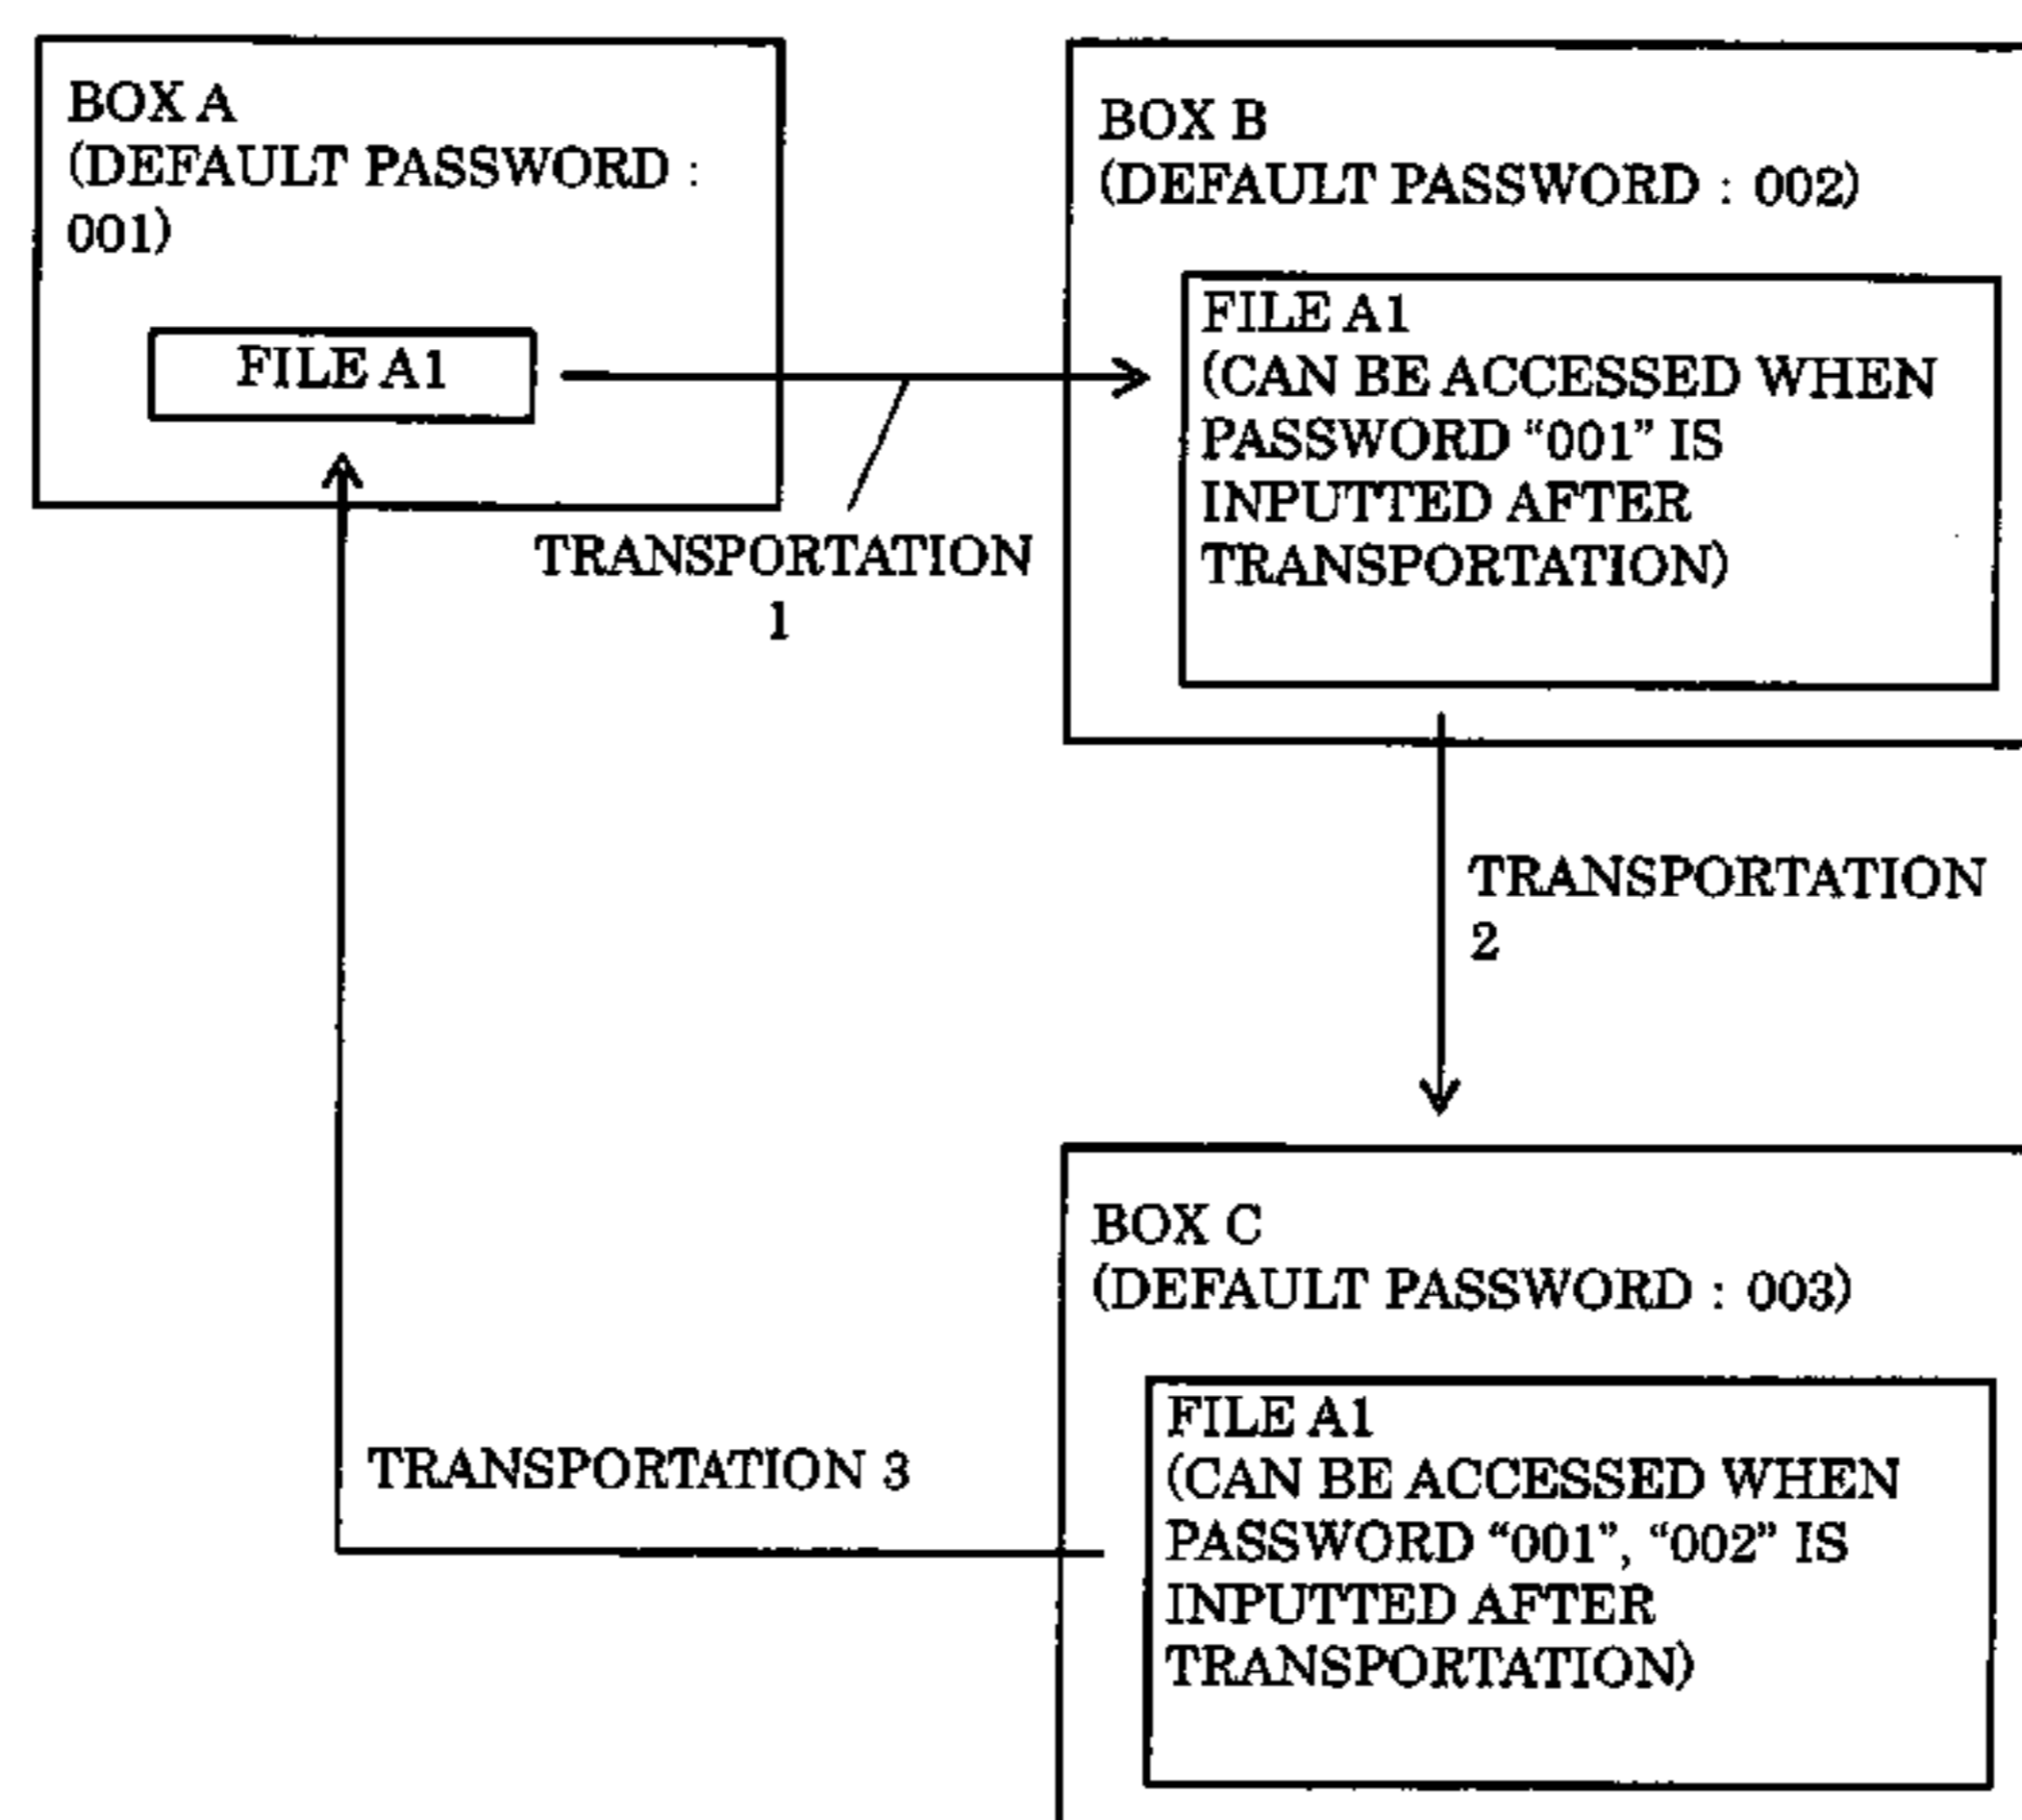 BOX A
(DEFAULT PASSWORD :
001)
FILE A1
TRANSPORTATION
1
BOX B
(DEFAULT PASSWORD : 002)
FILE A1
(CAN BE ACCESSED WHEN
PASSWORD “001” IS
INPUTTED AFTER
TRANSPORTATION)
TRANSPORTATION
2
BOX C
(DEFAULT PASSWORD : 003)
FILE A1
(CAN BE ACCESSED WHEN
PASSWORD “001”, “002” IS
INPUTTED AFTER
TRANSPORTATION)
TRANSPORTATION 3